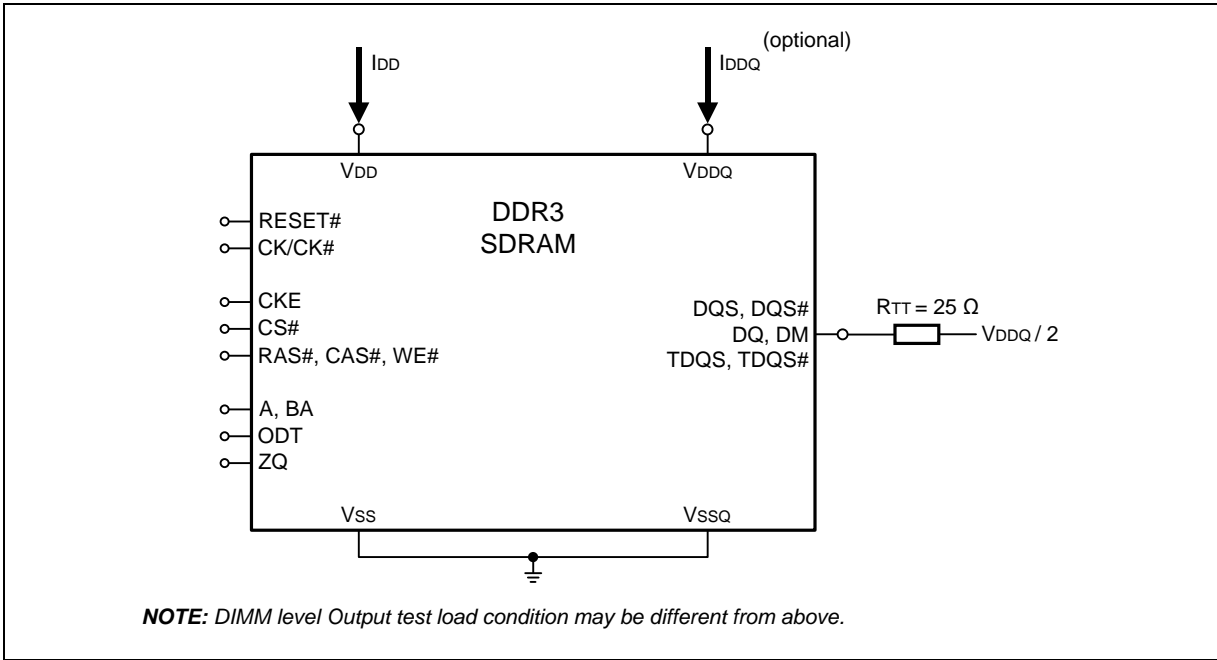 (optional)
IDD
IDDQ
VDD
VDDQ
DDR3
SDRAM
RESET#
CK/CK#
CKE
CS#
RAS#, CAS#, WE#
A, BA
ODT
ZQ
DQS, DQS#
DQ, DM
TDQS, TDQS#
RTT = 25 Ω
VDDQ / 2
VSS
VSSQ
NOTE: DIMM level Output test load condition may be different from above.